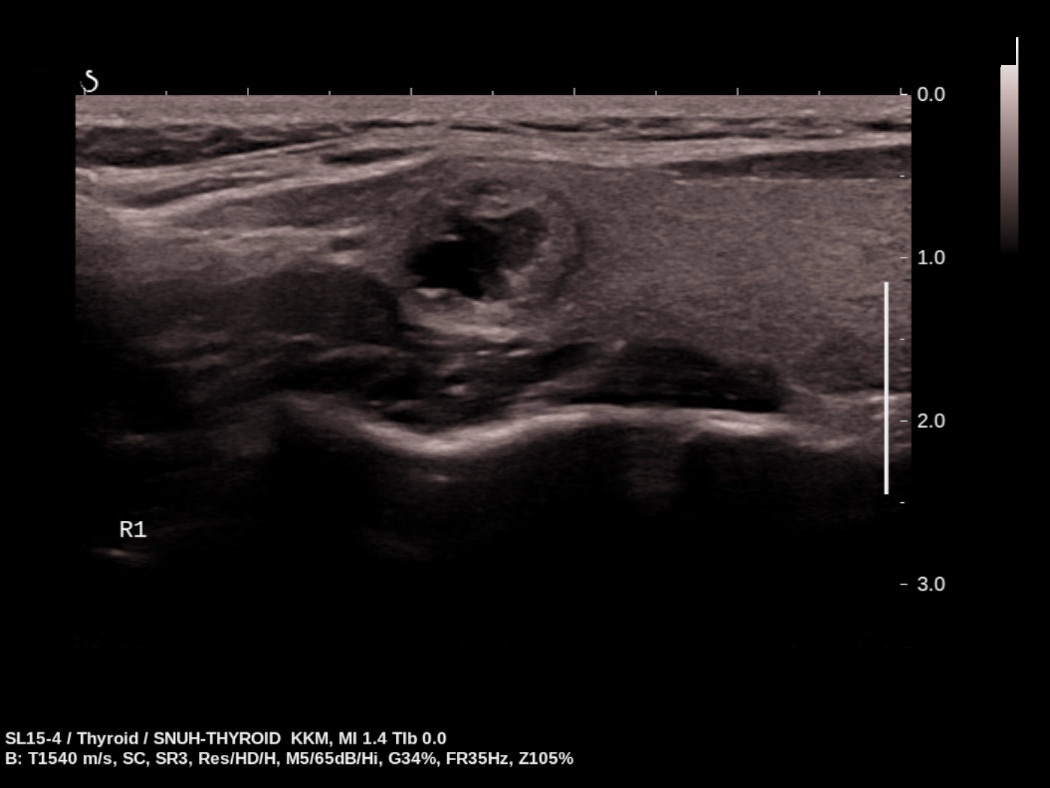 S
0.0
1.0
2.0
R1
3.0
SL15-4 / Thyroid / SNUH-THYROID KKM, MI 1.4 TIb 0.0
B: T1540 m/s, SC, SR3, Res/HD/H, M5/65dB/Hi, G34%, FR35Hz, Z105%